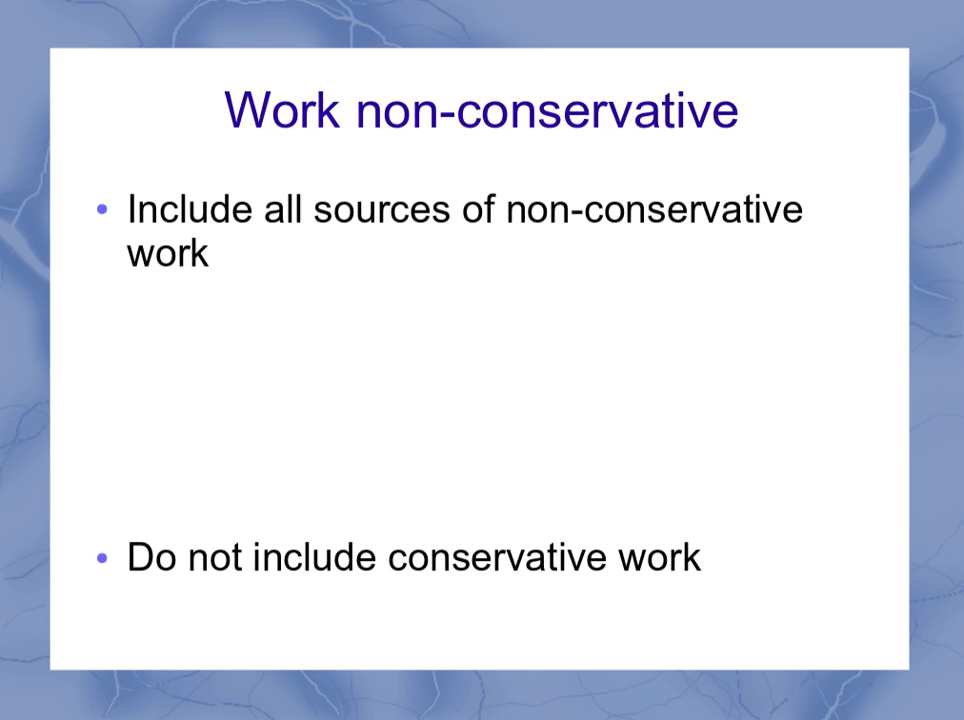 Work non-conservative
• Include all sources of non-conservative
work
• Do not include conservative work